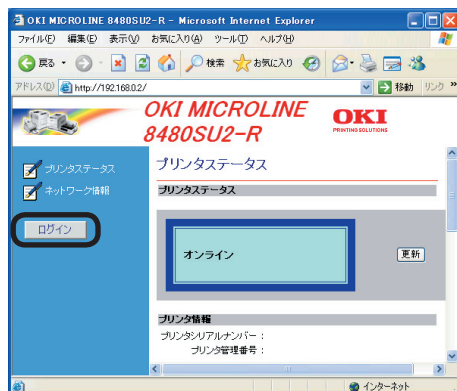 OKI MICROLINE 8480SU2-R - Microsoft Internet Explorer
ファイル(F) 編集(E) 表示(V) お気に入り(A) ツール(T) ヘルプ(H)
戻る 検索 お気に入り
アドレス(D) http://192.168.0.2/ 移動 リンク »
OKI MICROLINE
8480SU2-R
OKI
PRINTING SOLUTIONS
プリンタステータス
ネットワーク情報
ログイン
プリンタステータス
プリンタステータス
オンライン
更新
プリンタ情報
プリンタシリアルナンバー :
プリンタ管理番号 :
インターネット